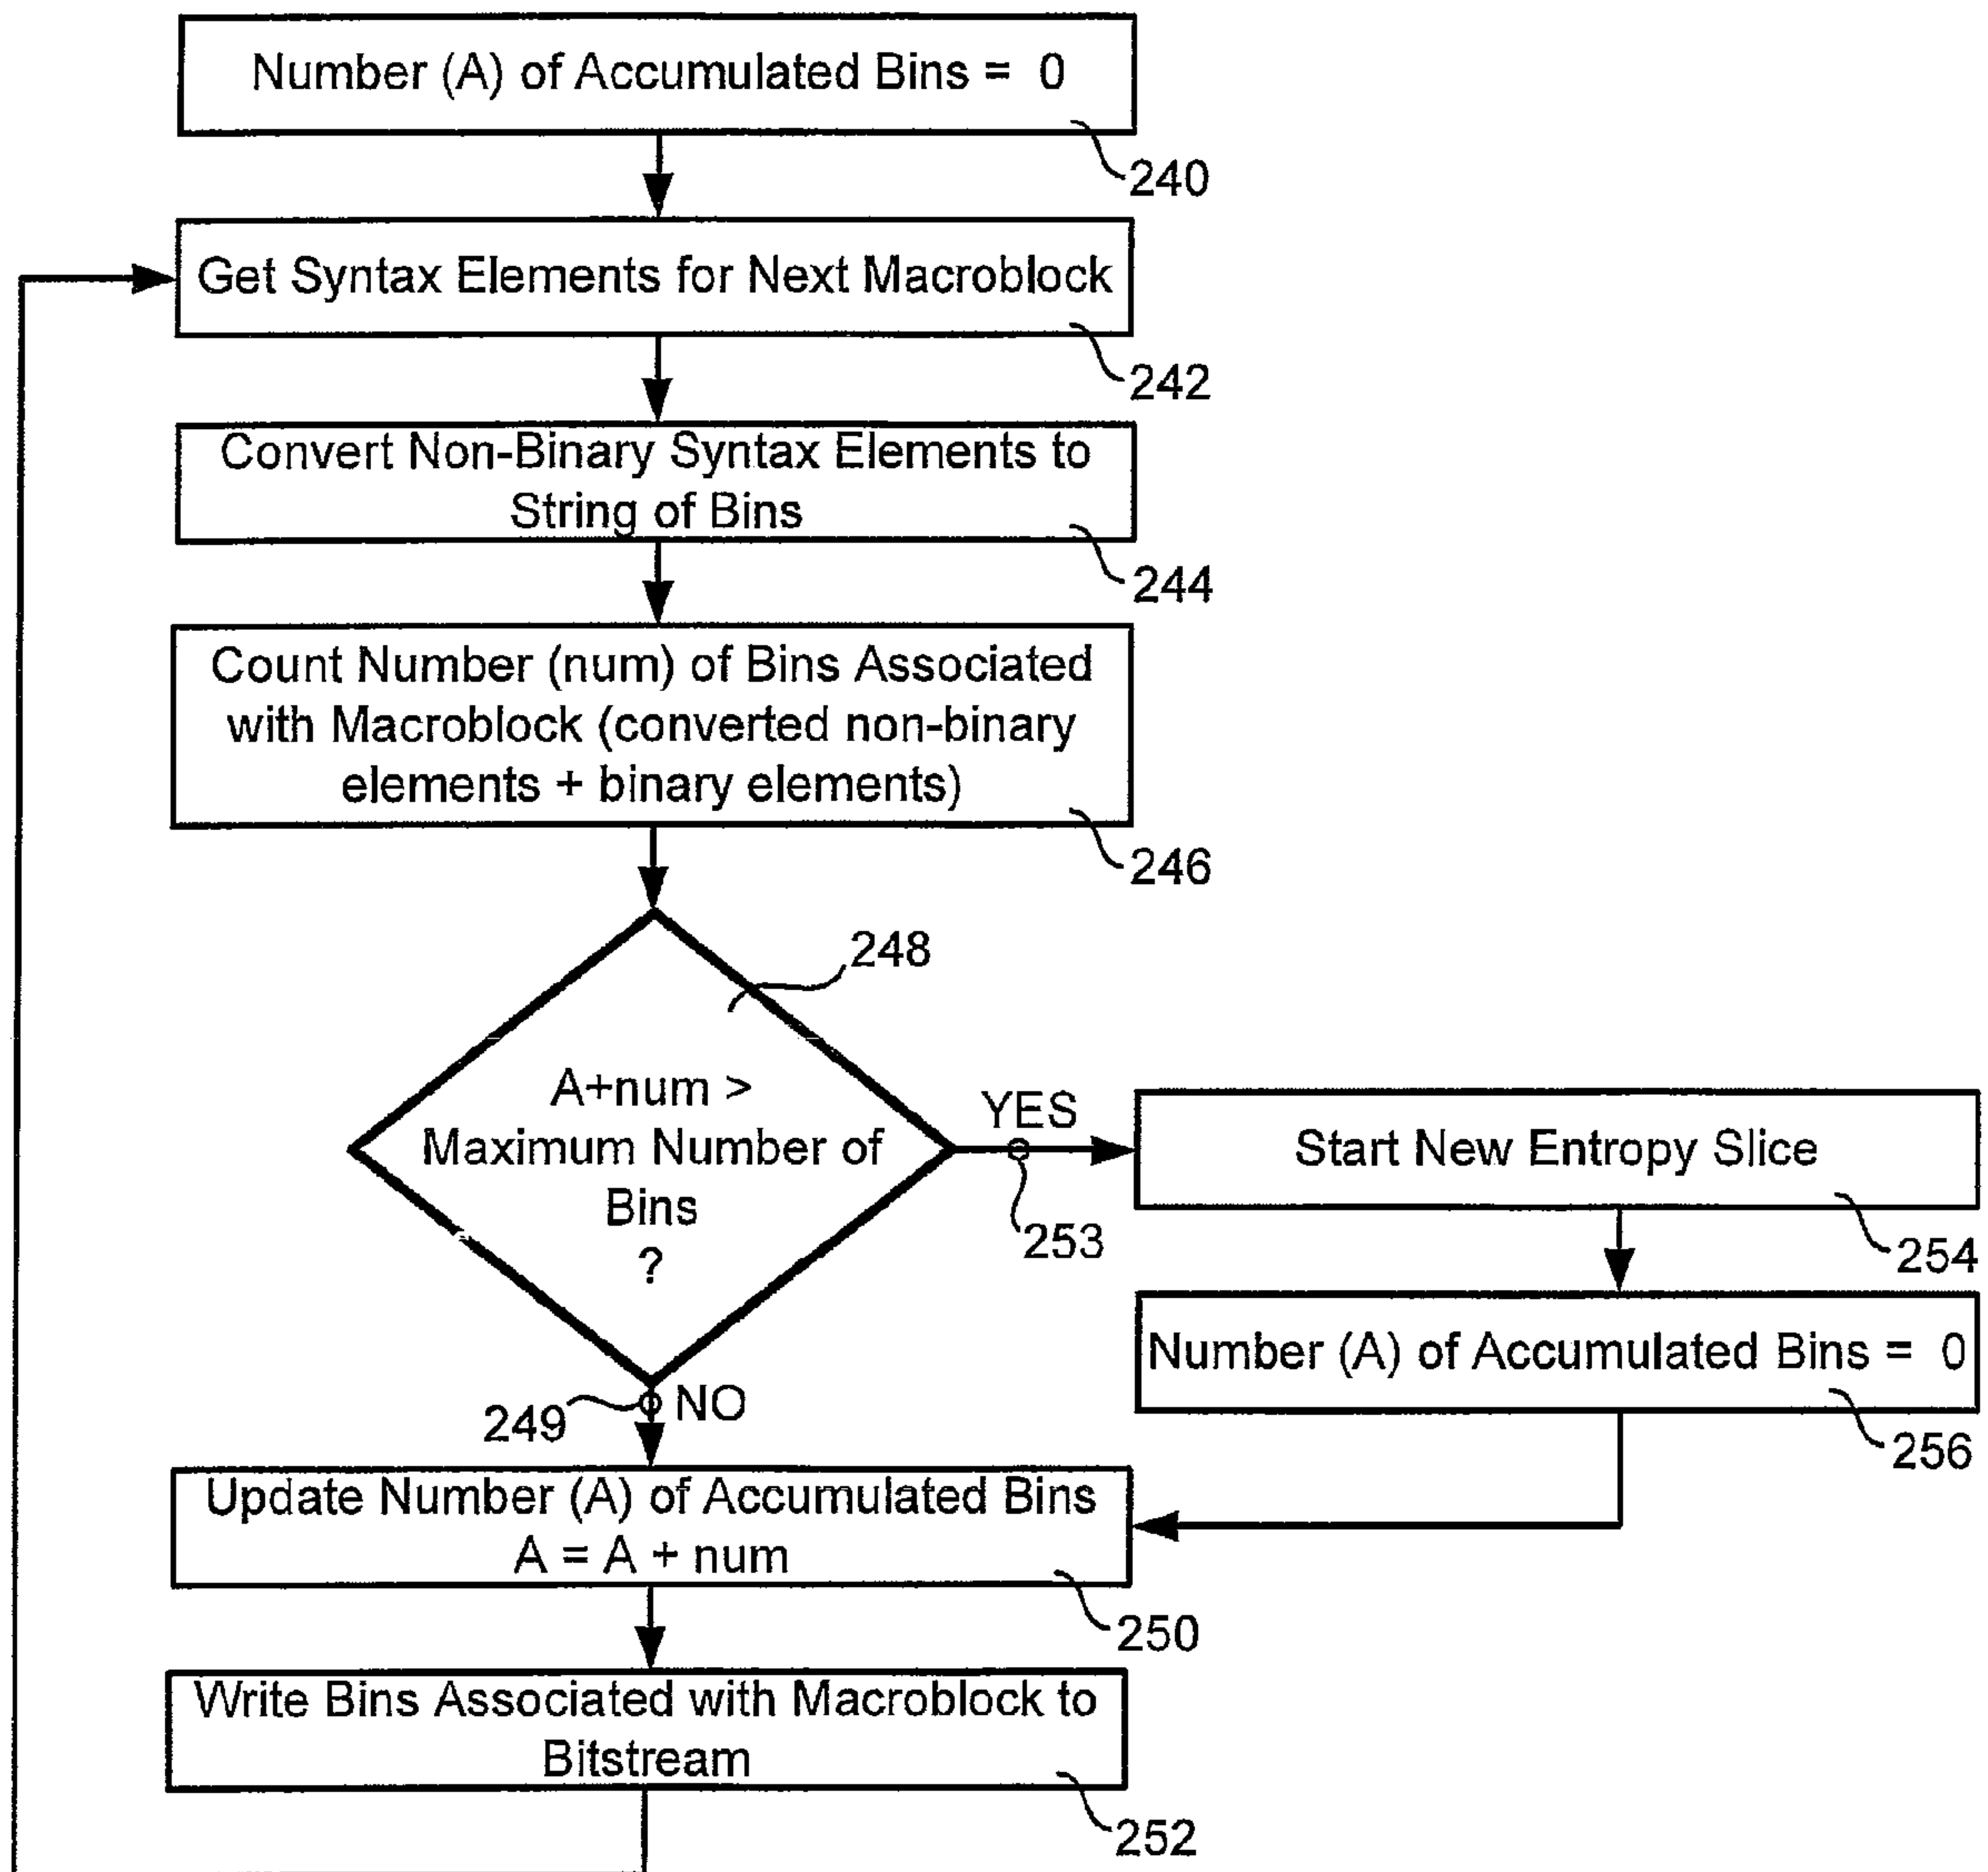 Number (A) of Accumulated Bins = 0
240
Get Syntax Elements for Next Macroblock
242
Convert Non-Binary Syntax Elements to
String of Bins
244
Count Number (num) of Bins Associated
with Macroblock (converted non-binary
elements + binary elements)
246
248
A+num >
Maximum Number of
Bins
?
YES
253
Start New Entropy Slice
254
Number (A) of Accumulated Bins = 0
256
249
NO
Update Number (A) of Accumulated Bins
A = A + num
250
Write Bins Associated with Macroblock to
Bitstream
252